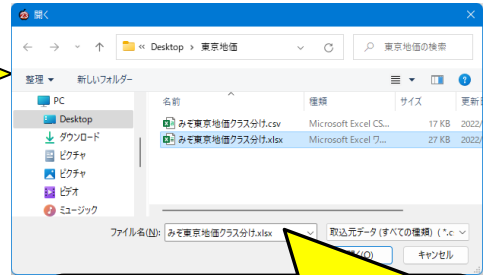 開く
Desktop › 東京地価
東京地価の検索
整理 新しいフォルダー
名前 種類 サイズ 更新
PC
Desktop
ダウンロード
ピクチャ
ピクチャ
ビデオ
ミュージック
みぞ東京地価クラス分け.csv Microsoft Excel CS... 17 KB 2022/
みぞ東京地価クラス分け.xlsx Microsoft Excel ワ... 27 KB 2022/
ファイル名(N): みぞ東京地価クラス分け.xlsx 取込元データ (すべての種類) ( *.c
(O) キャンセル